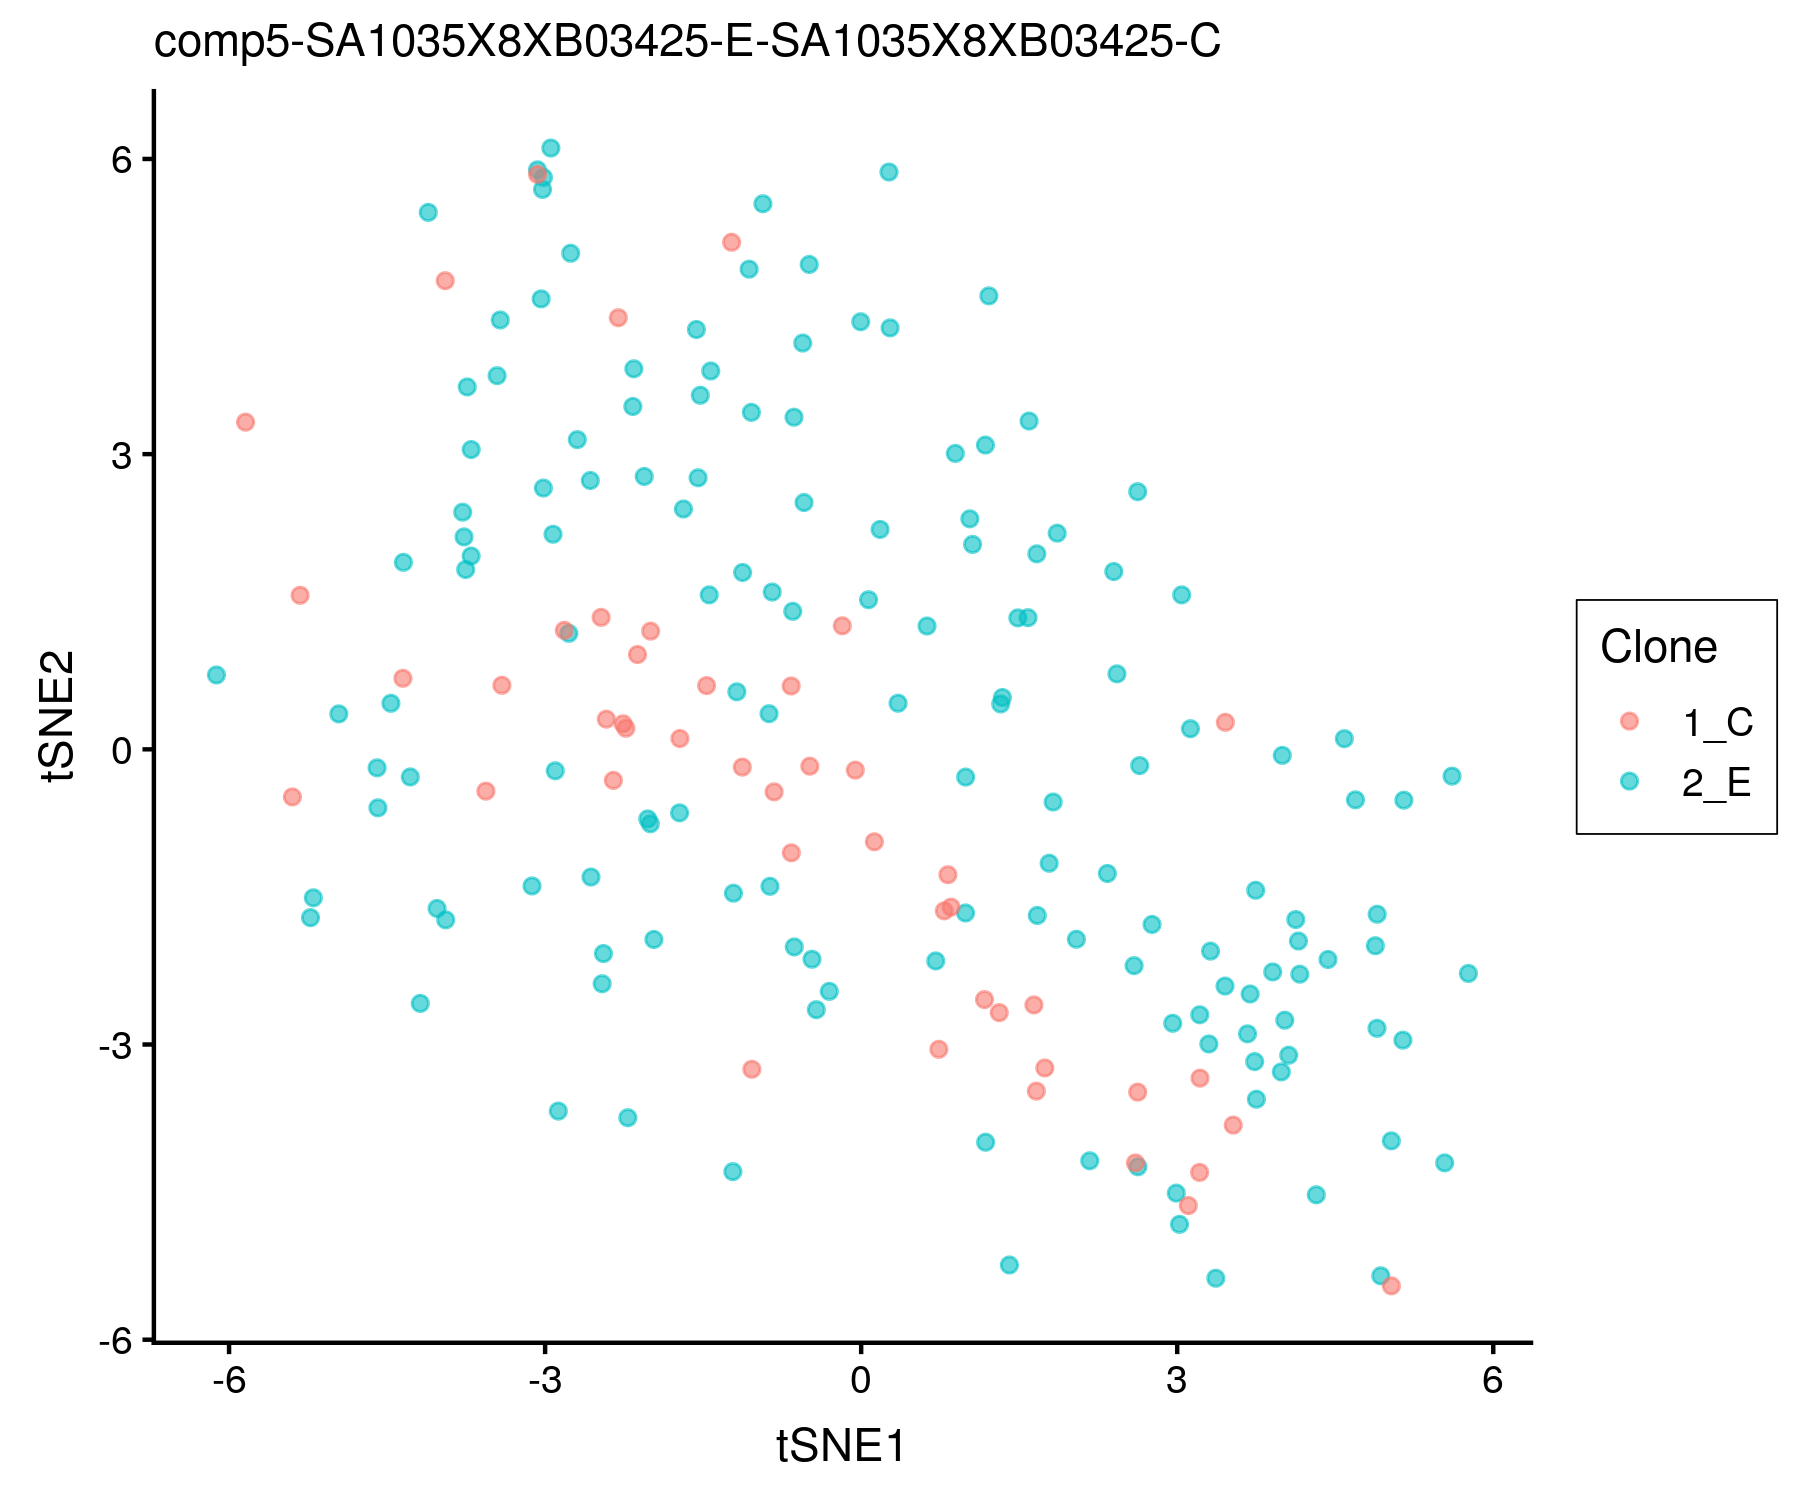 comp5-SA1035X8XB03425-E-SA1035X8XB03425-C
6
3
0
-3
-6
tSNE2
-6 -3 0 3 6
tSNE1
Clone
1_C
2_E